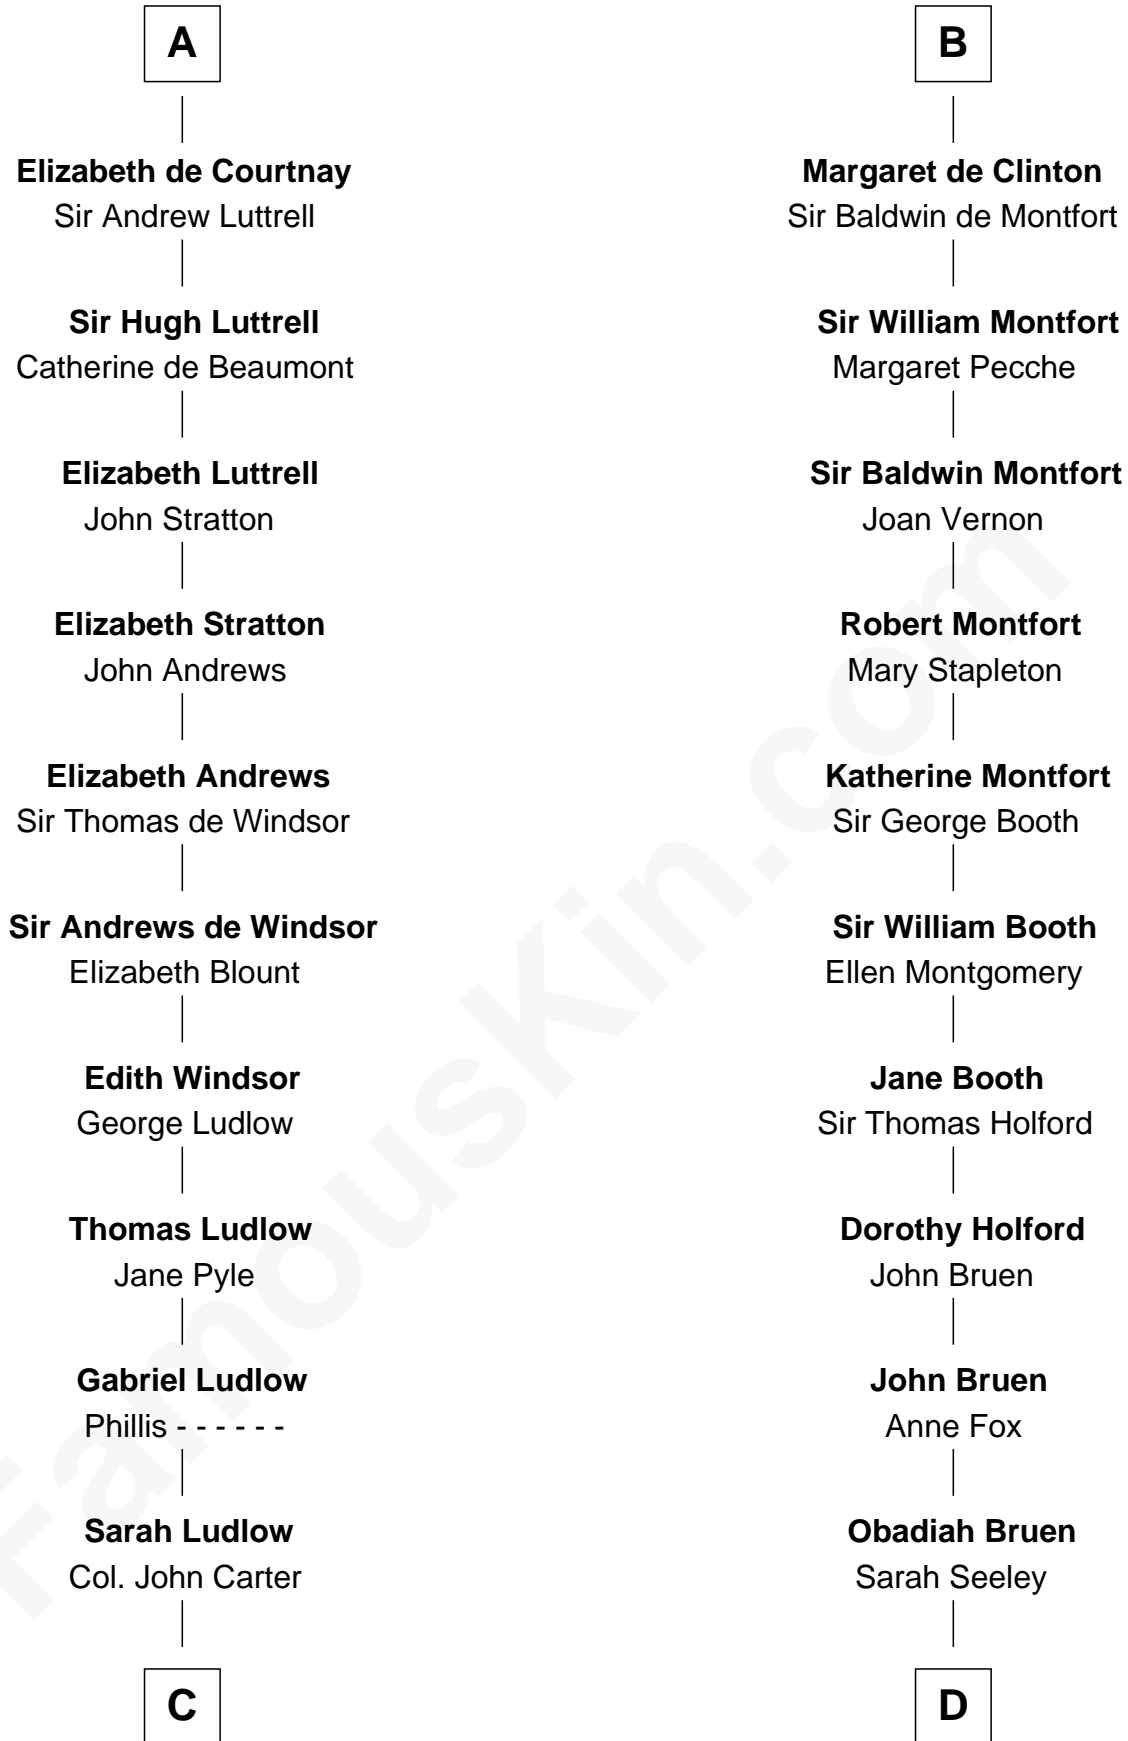 A
Elizabeth de Courtnay
Sir Andrew Luttrell
Sir Hugh Luttrell
Catherine de Beaumont
Elizabeth Luttrell
John Stratton
Elizabeth Stratton
John Andrews
Elizabeth Andrews
Sir Thomas de Windsor
Sir Andrews de Windsor
Elizabeth Blount
Edith Windsor
George Ludlow
Thomas Ludlow
Jane Pyle
Gabriel Ludlow
Phillis - - - - - -
Sarah Ludlow
Col. John Carter
C
B
Margaret de Clinton
Sir Baldwin de Montfort
Sir William Montfort
Margaret Pecche
Sir Baldwin Montfort
Joan Vernon
Robert Montfort
Mary Stapleton
Katherine Montfort
Sir George Booth
Sir William Booth
Ellen Montgomery
Jane Booth
Sir Thomas Holford
Dorothy Holford
John Bruen
John Bruen
Anne Fox
Obadiah Bruen
Sarah Seeley
D
FamousKin.com